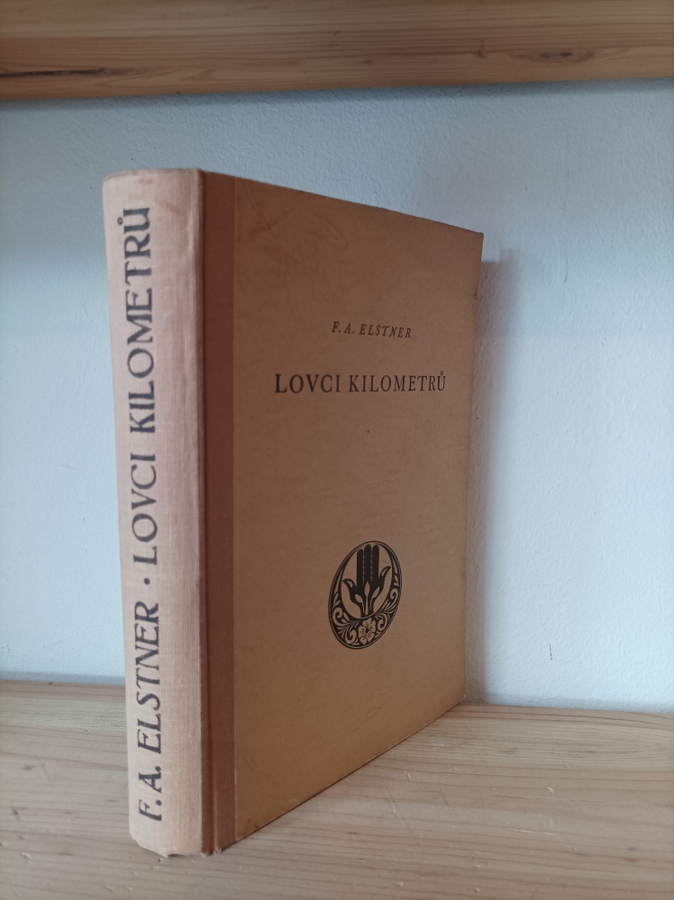 F. A. ELSTNER · LOVCI KILOMETRŮ
F. A. ELSTNER
LOVCI KILOMETRŮ